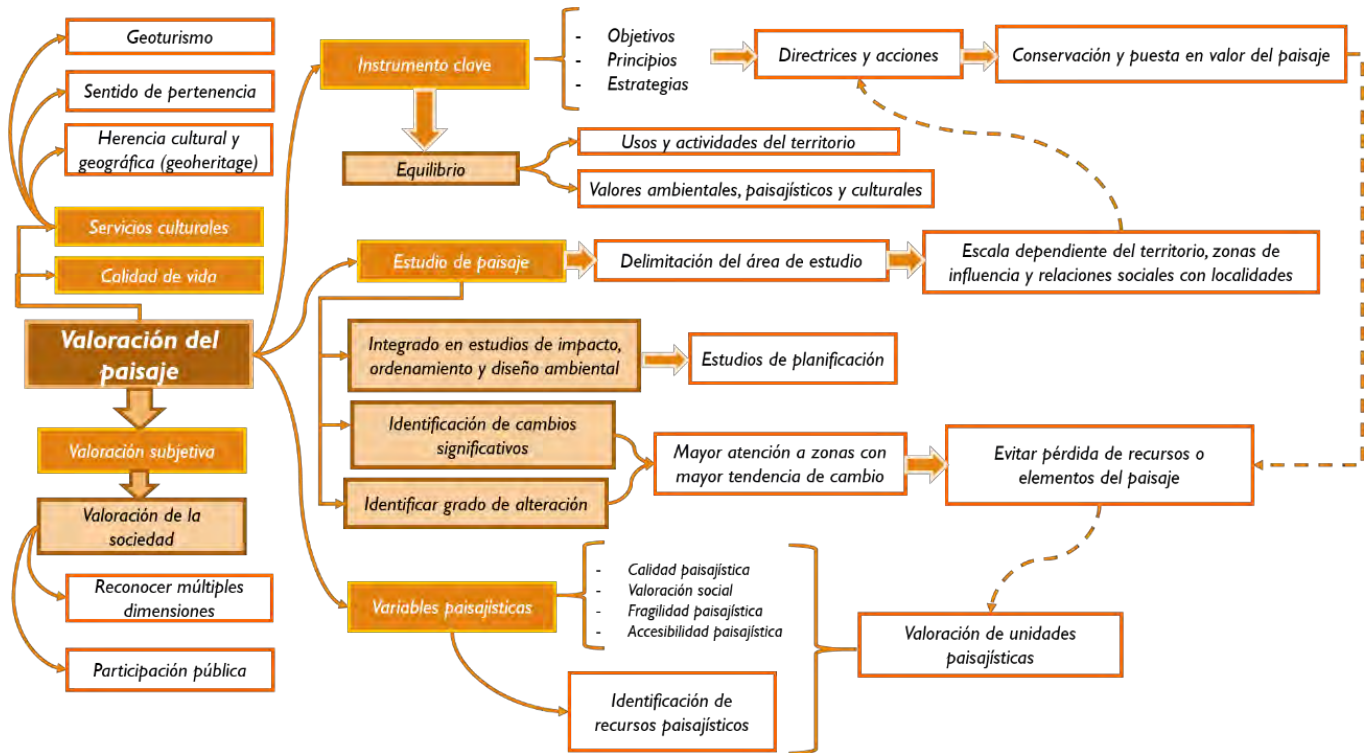 Geoturismo
Sentido de pertenencia
Herencia cultural y
geográfica (geoheritage)
Servicios culturales
Calidad de vida
Valoración del
paisaje
Valoración subjetiva
Valoración de la
sociedad
Reconocer múltiples
dimensiones
Participación pública
Instrumento clave
- Objetivos
- Principios
- Estrategias
Directrices y acciones
Conservación y puesta en valor del paisaje
Equilibrio
Usos y actividades del territorio
Valores ambientales, paisajísticos y culturales
Estudio de paisaje
Delimitación del área de estudio
Escala dependiente del territorio, zonas de
influencia y relaciones sociales con localidades
Integrado en estudios de impacto,
ordenamiento y diseño ambiental
Estudios de planificación
Identificación de cambios
significativos
Identificar grado de alteración
Mayor atención a zonas con
mayor tendencia de cambio
Evitar pérdida de recursos o
elementos del paisaje
Variables paisajísticas
- Calidad paisajística
- Valoración social
- Fragilidad paisajística
- Accesibilidad paisajística
Identificación de
recursos paisajísticos
Valoración de unidades
paisajísticas